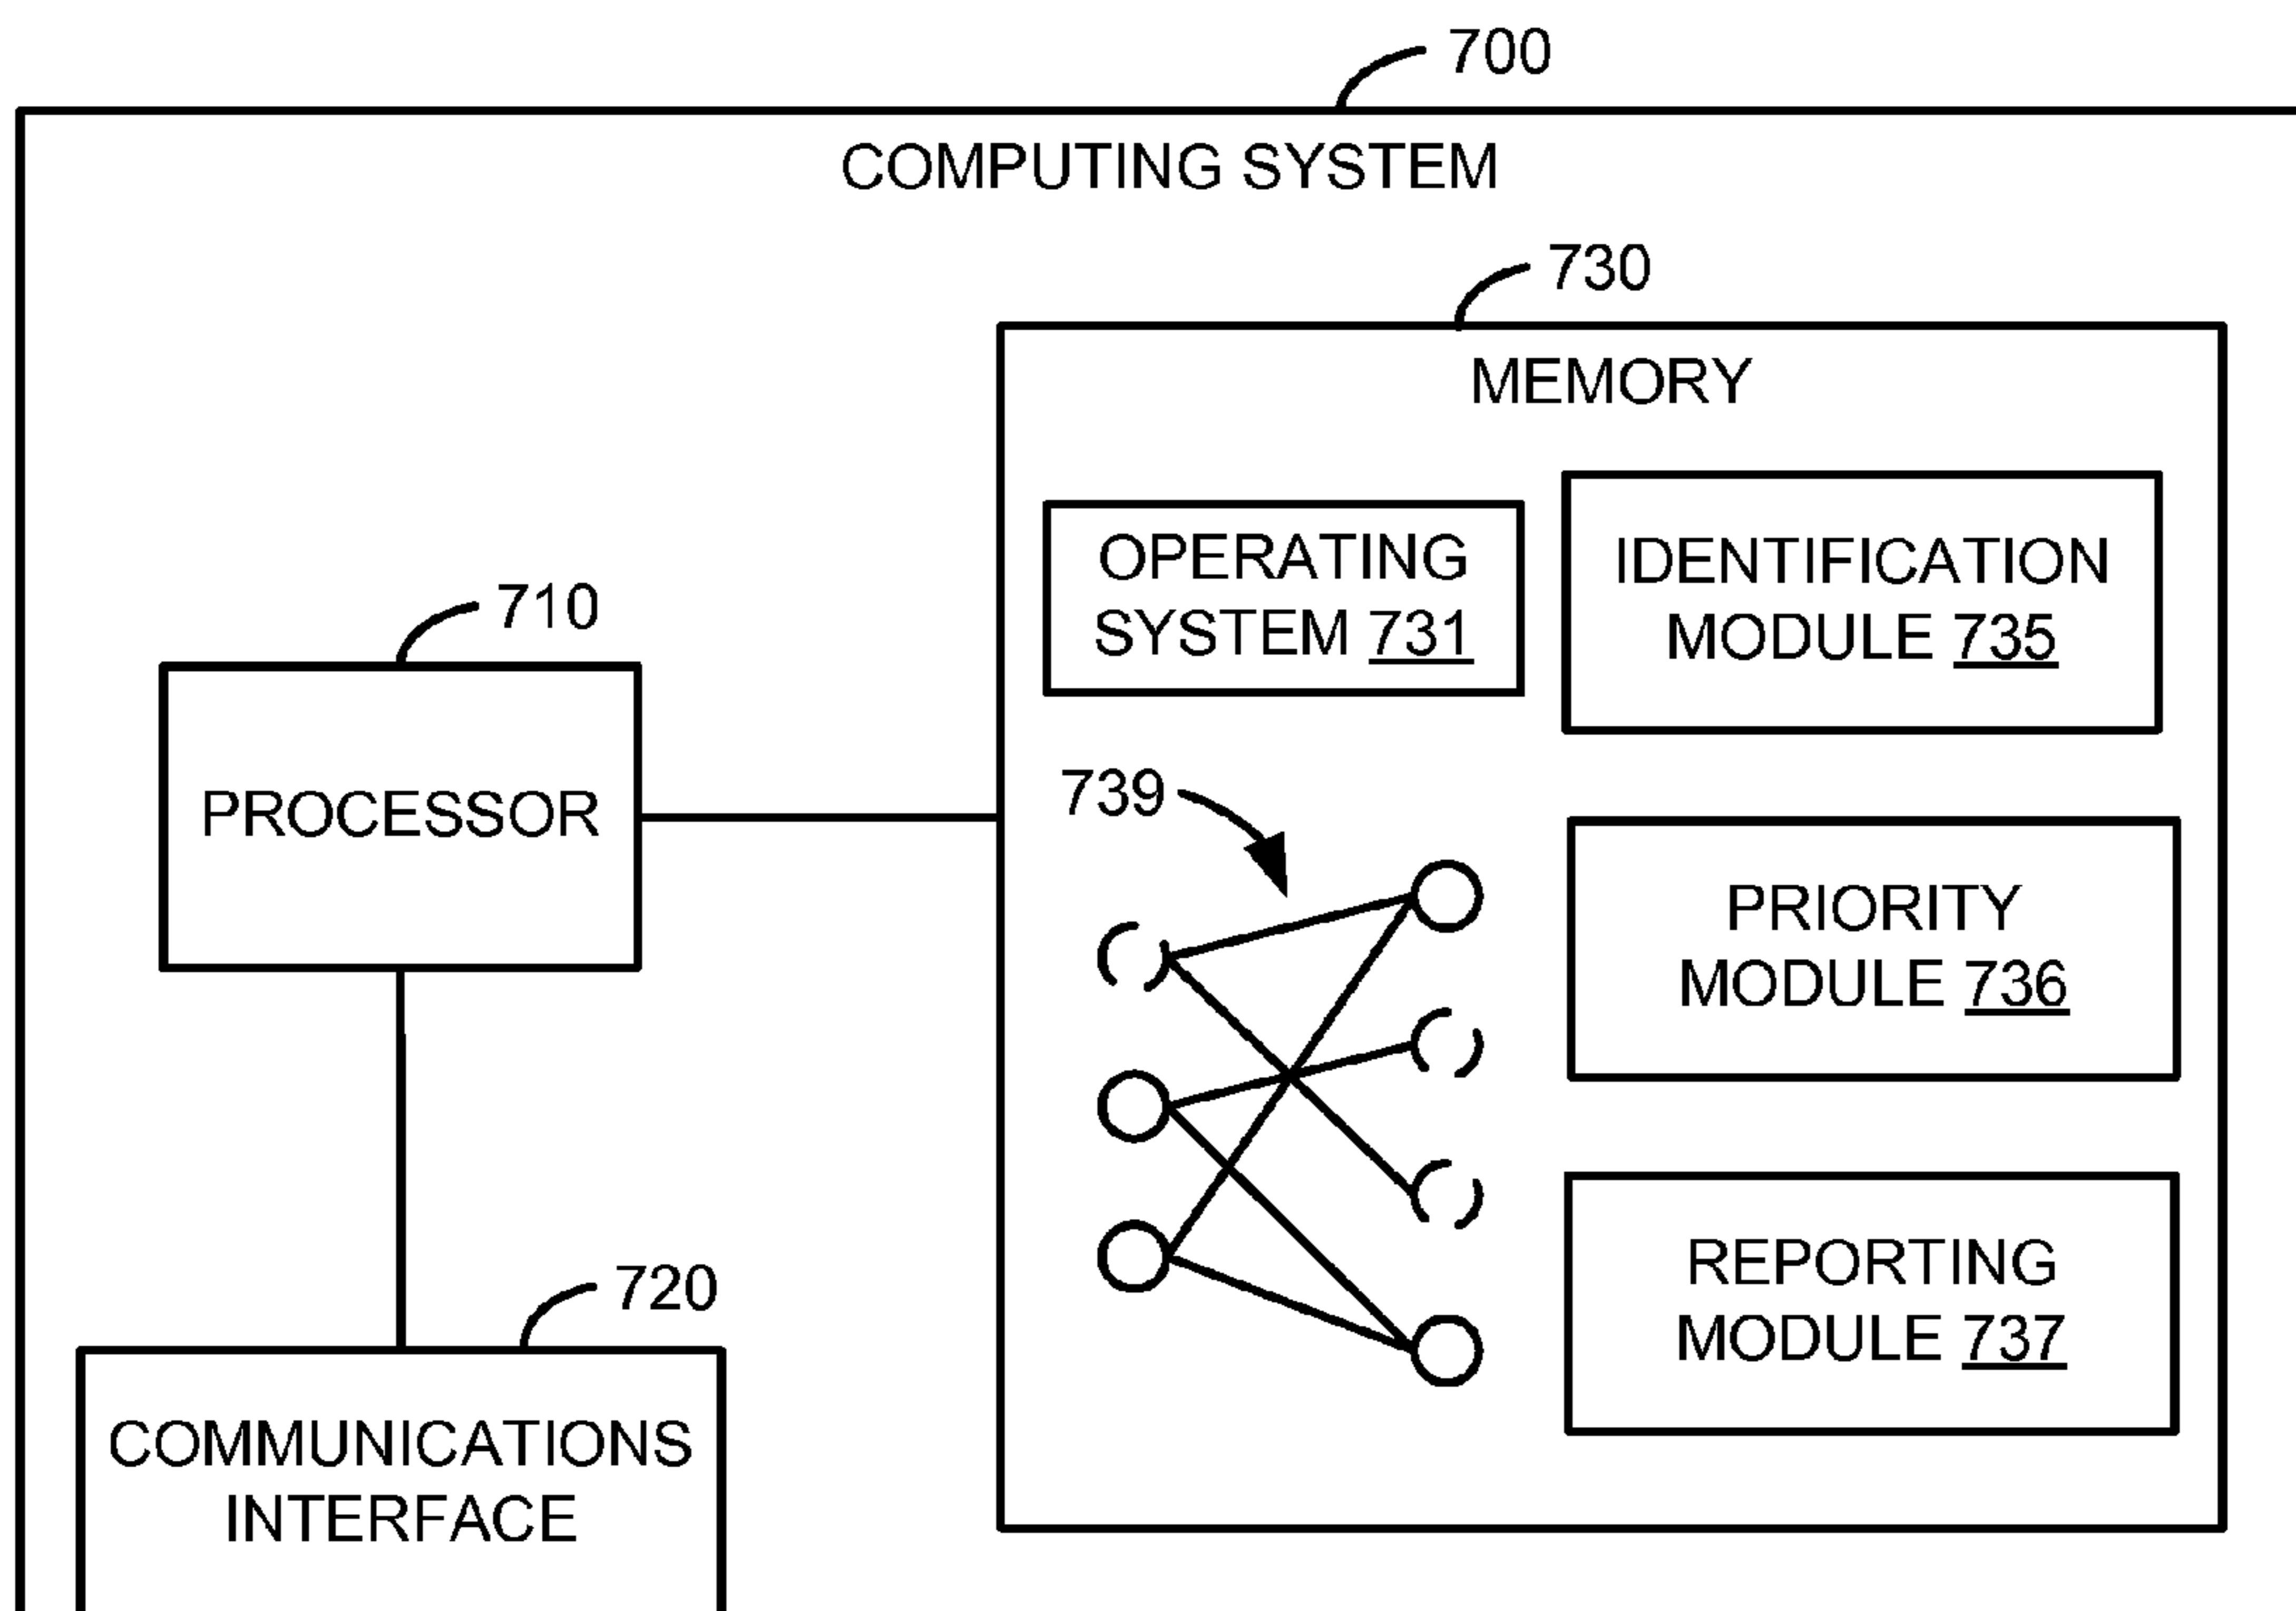 700
COMPUTING SYSTEM
730
MEMORY
OPERATING
SYSTEM 731
IDENTIFICATION
MODULE 735
710
PROCESSOR
739
PRIORITY
MODULE 736
REPORTING
MODULE 737
720
COMMUNICATIONS
INTERFACE